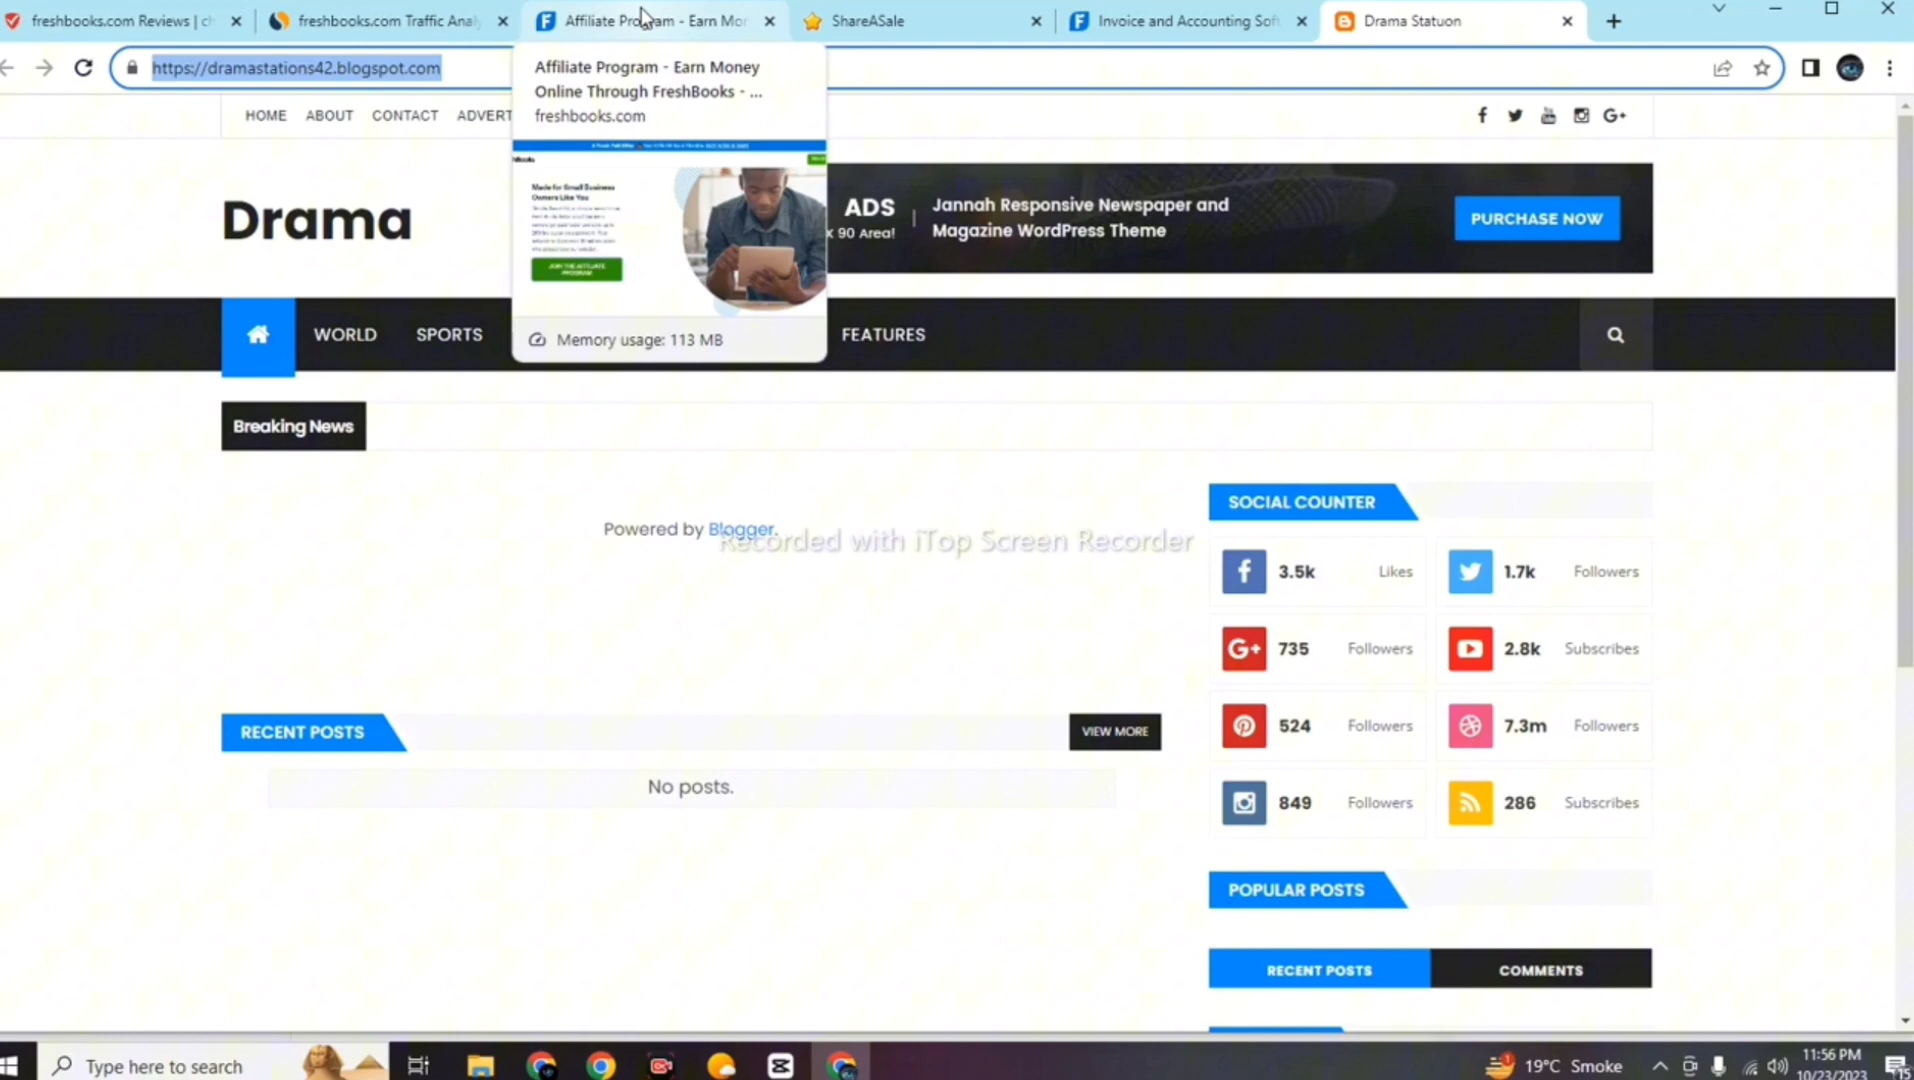 freshbooks.com Reviews | ch
freshbooks.com Traffic Analy
Affiliate Program - Earn Mon
ShareASale
Invoice and Accounting Soft
Drama Statuon
https://dramastations42.blogspot.com
Affiliate Program - Earn Money
Online Through FreshBooks - ...
freshbooks.com
HOME ABOUT CONTACT ADVERT
G+
Made for Small Business
Owners Like You
JOIN THE AFFILIATE
PROGRAM
Memory usage: 113 MB
Drama
ADS
x 90 Area!
Jannah Responsive Newspaper and
Magazine WordPress Theme
PURCHASE NOW
WORLD SPORTS FEATURES
Breaking News
Powered by Blogger.
Recorded with iTop Screen Recorder
SOCIAL COUNTER
3.5k Likes
1.7k Followers
G+ 735 Followers
2.8k Subscribes
524 Followers
7.3m Followers
849 Followers
286 Subscribes
RECENT POSTS
VIEW MORE
No posts.
POPULAR POSTS
RECENT POSTS
COMMENTS
Type here to search
19°C Smoke
11:56 PM
10/23/2023